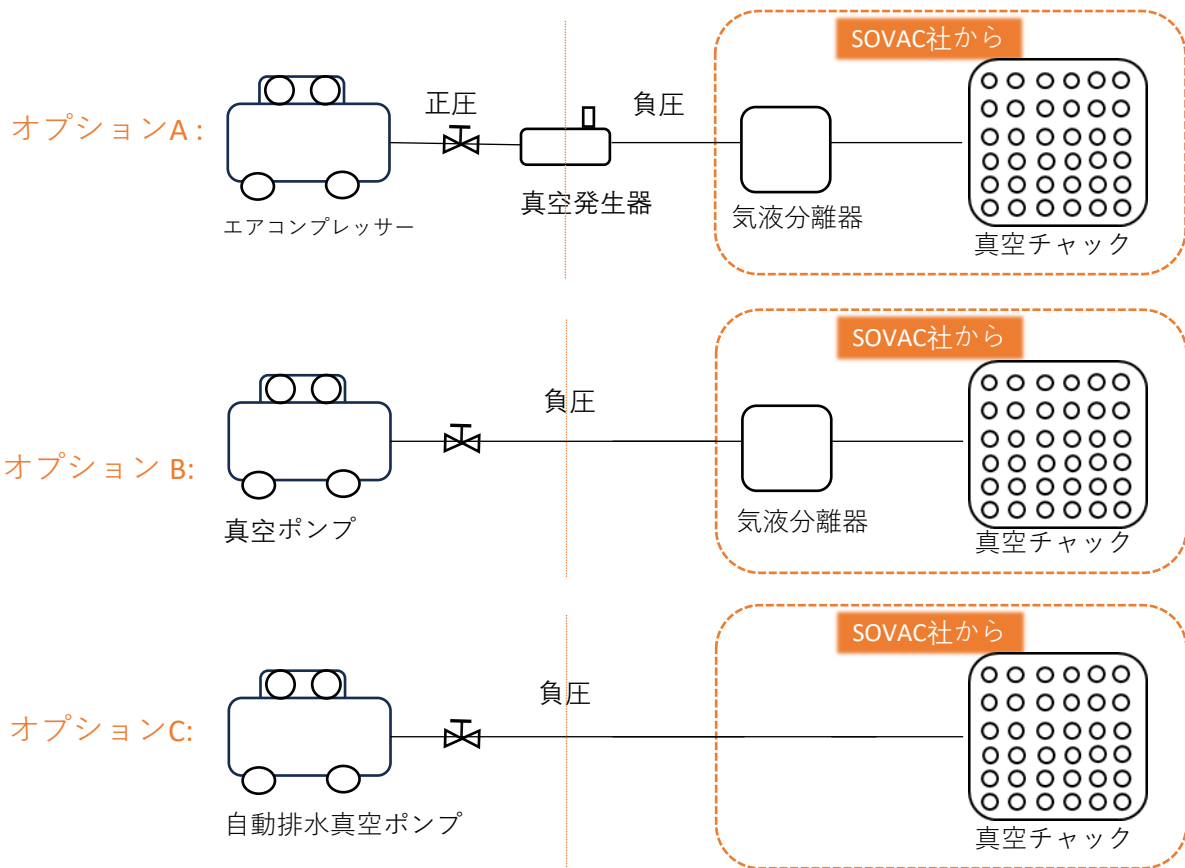 SOVAC社から
オプションA :
正圧
負圧
真空発生器
エアコンプレッサー
気液分離器
真空チャック
SOVAC社から
オプション B:
負圧
真空ポンプ
気液分離器
真空チャック
SOVAC社から
オプションC:
負圧
自動排水真空ポンプ
真空チャック